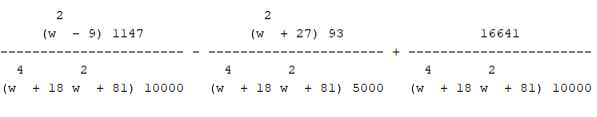 2 2
(w - 9) 1147 (w + 27) 93 16641
----------------------- - ---------------------- + -----------------------
4 2 4 2 4 2
(w + 18 w + 81) 10000 (w + 18 w + 81) 5000 (w + 18 w + 81) 10000